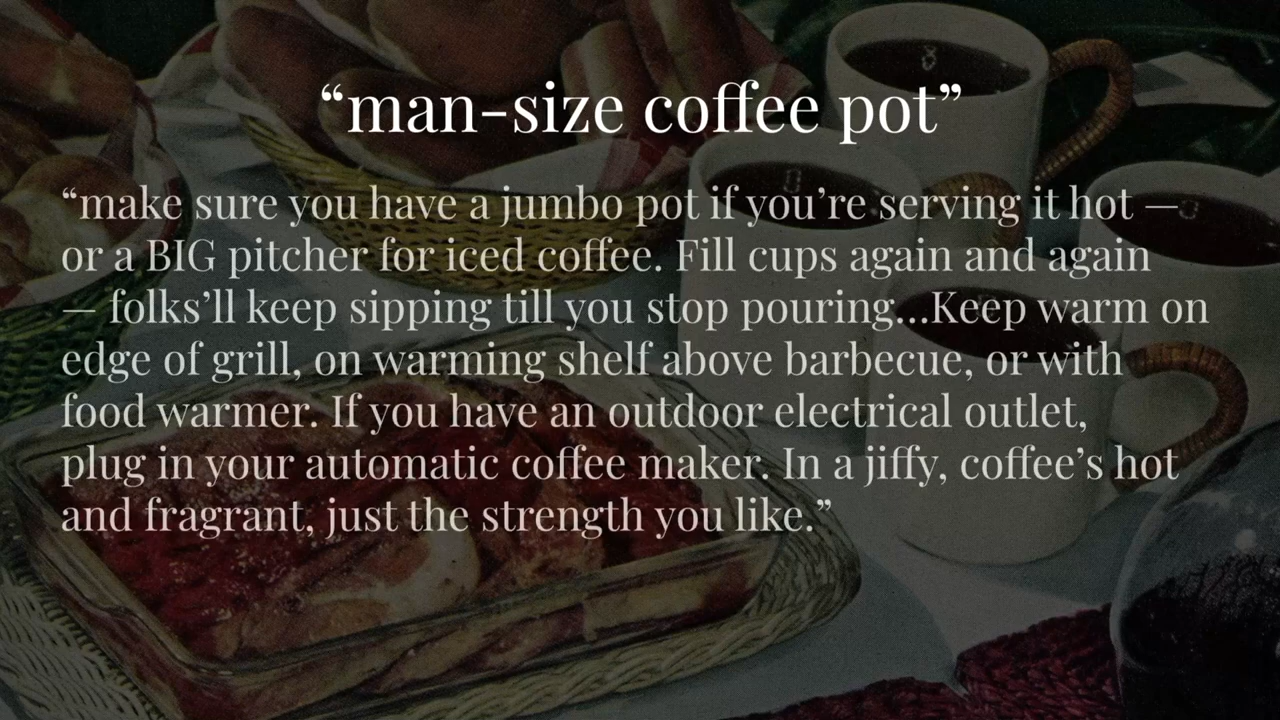 “man-size coffee pot”
“make sure you have a jumbo pot if you’re serving it hot —
or a BIG pitcher for iced coffee. Fill cups again and again
— folks’ll keep sipping till you stop pouring...Keep warm on
edge of grill, on warming shelf above barbecue, or with
food warmer. If you have an outdoor electrical outlet,
plug in your automatic coffee maker. In a jiffy, coffee’s hot
and fragrant, just the strength you like.”